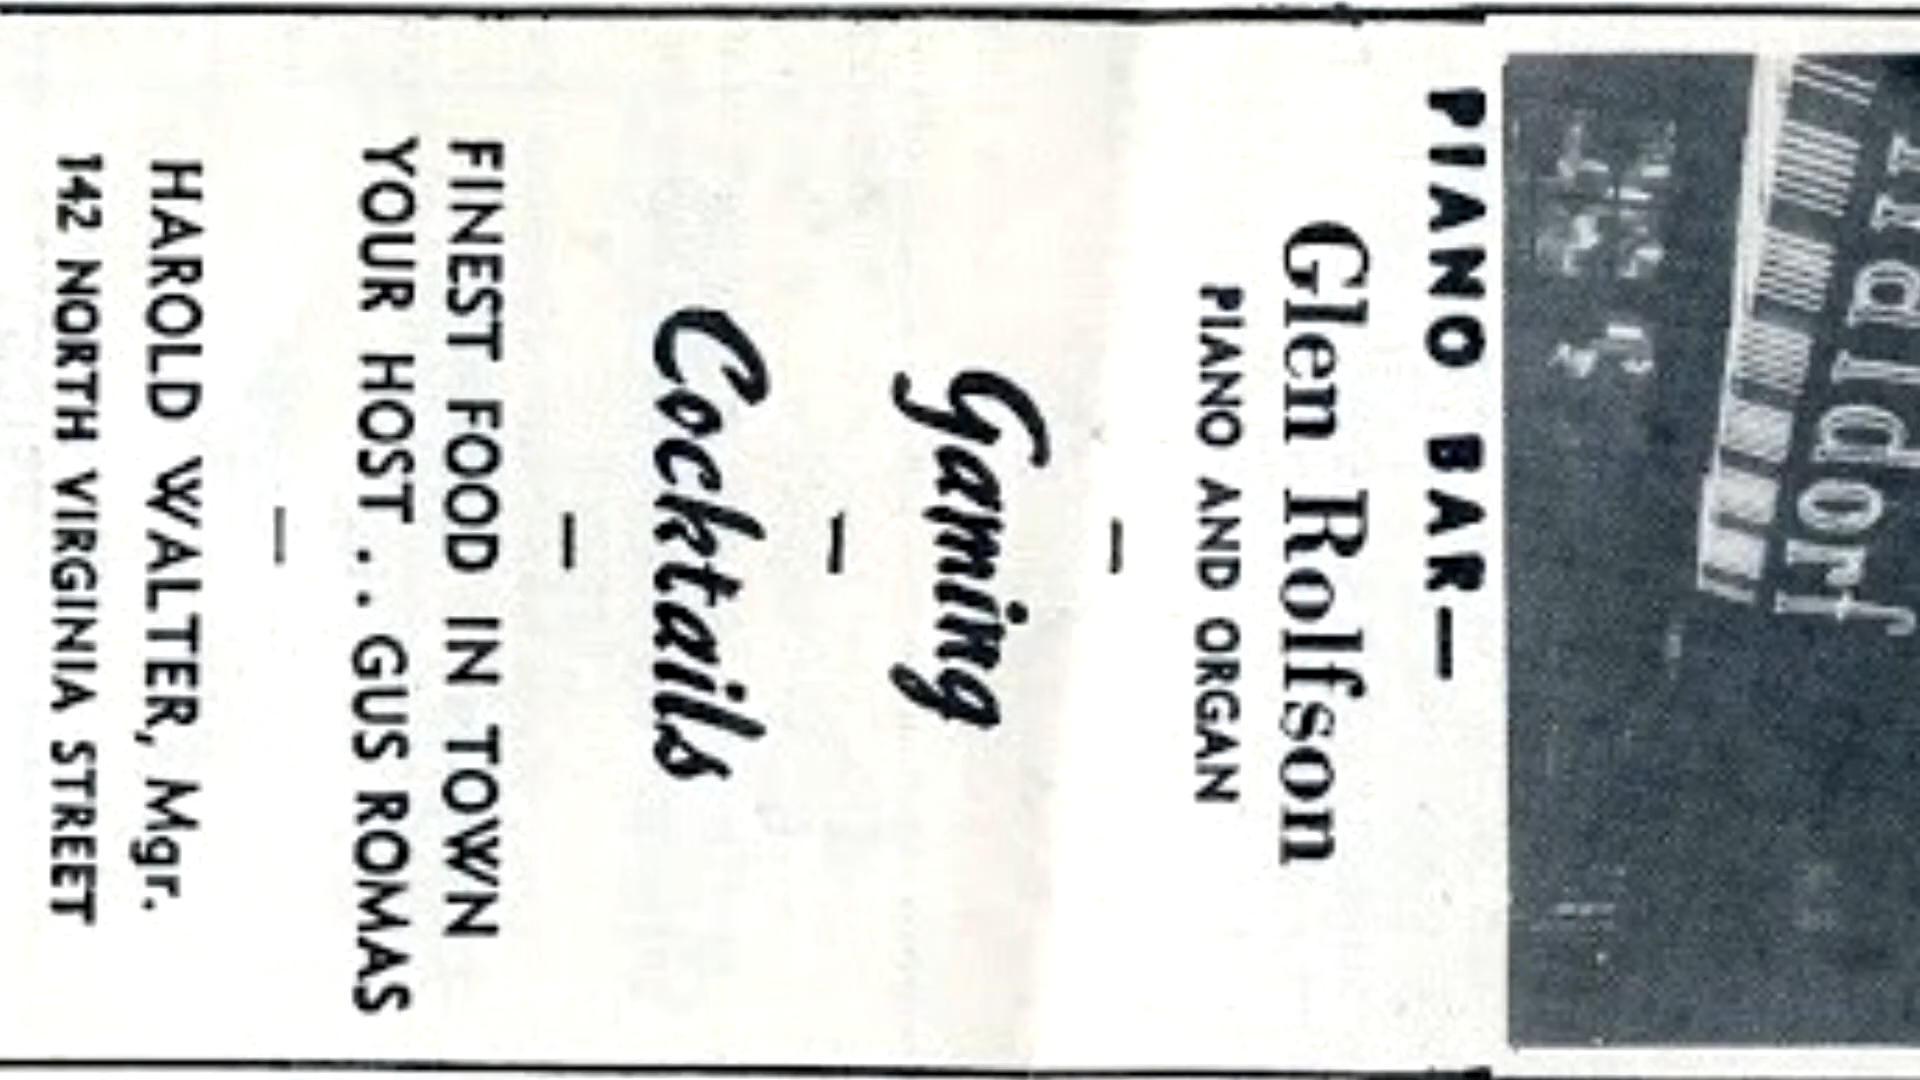 Waldorf
PIANO BAR—
Glen Rolfson
PIANO AND ORGAN
—
Gaming
—
Cocktails
—
FINEST FOOD IN TOWN
YOUR HOST . . GUS ROMAS
—
HAROLD WALTER, Mgr.
142 NORTH VIRGINIA STREET